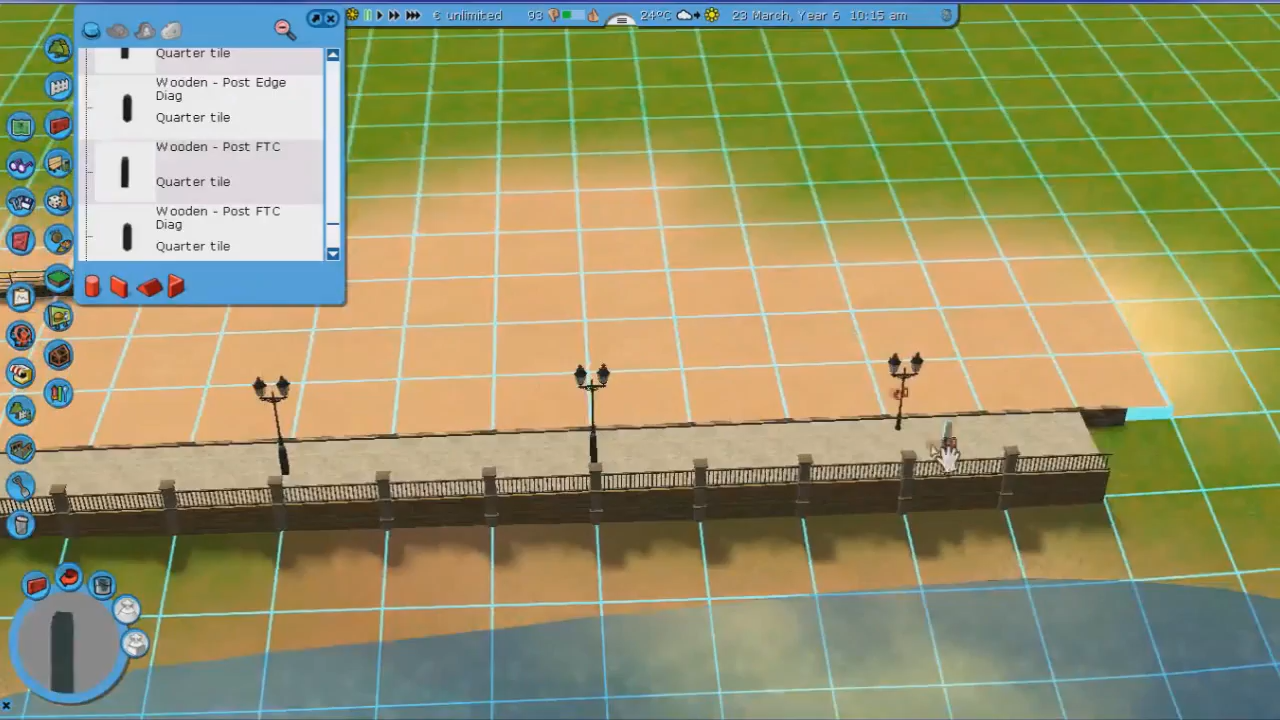 € unlimited 93 24°C 23 March, Year 6 10:15 am
Quarter tile
Wooden - Post Edge
Diag
Quarter tile
Wooden - Post FTC
Quarter tile
Wooden - Post FTC
Diag
Quarter tile